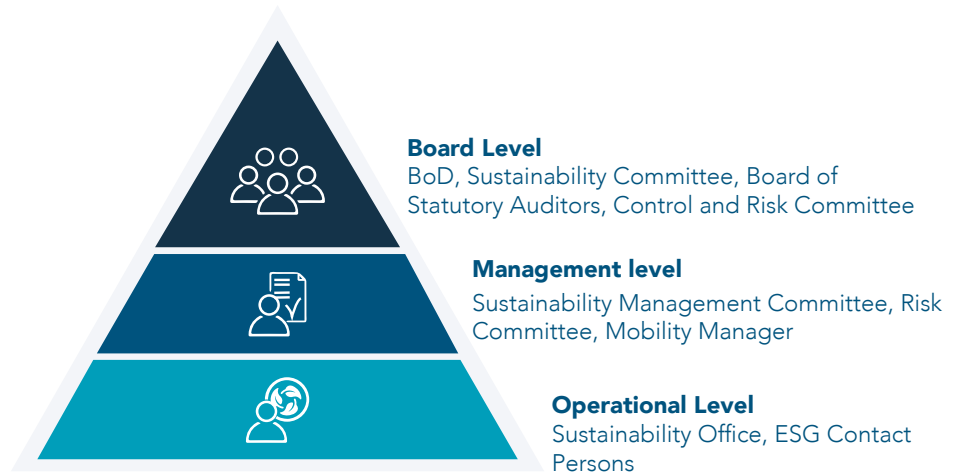 Board Level
BoD, Sustainability Committee, Board of
Statutory Auditors, Control and Risk Committee
Management level
Sustainability Management Committee, Risk
Committee, Mobility Manager
Operational Level
Sustainability Office, ESG Contact
Persons